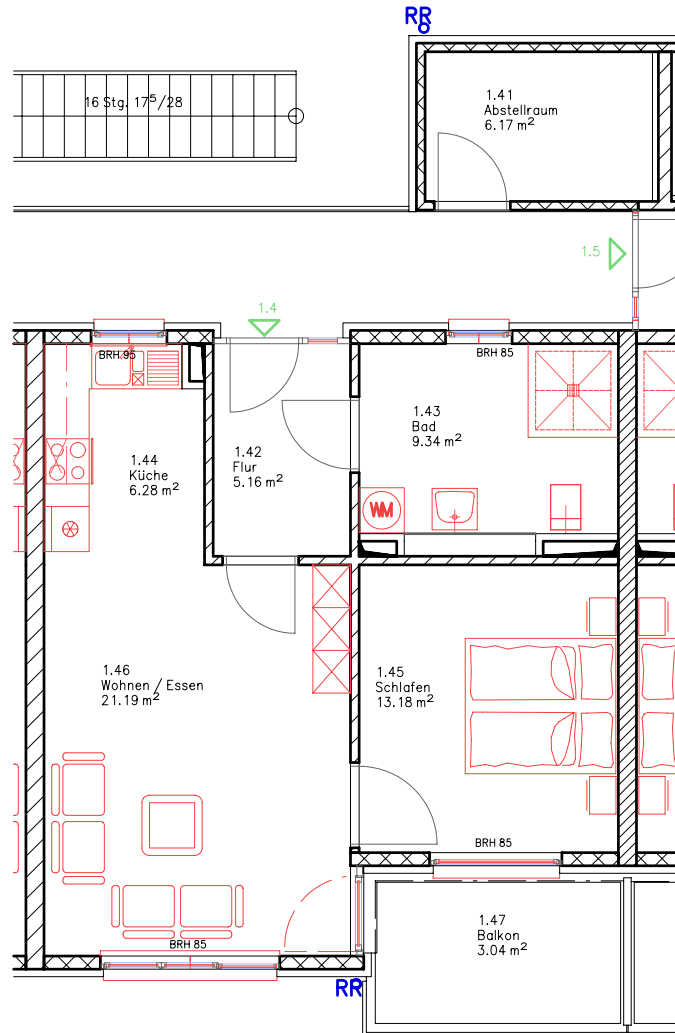 RR
16 Stg. 17⁵/28
1.41
Abstellraum
6.17 m²
1.5
1.4
BRH 95
BRH 85
1.43
Bad
9.34 m²
1.42
Flur
5.16 m²
1.44
Küche
6.28 m²
WM
1.46
Wohnen / Essen
21.19 m²
1.45
Schlafen
13.18 m²
BRH 85
1.47
Balkon
3.04 m²
BRH 85
RR